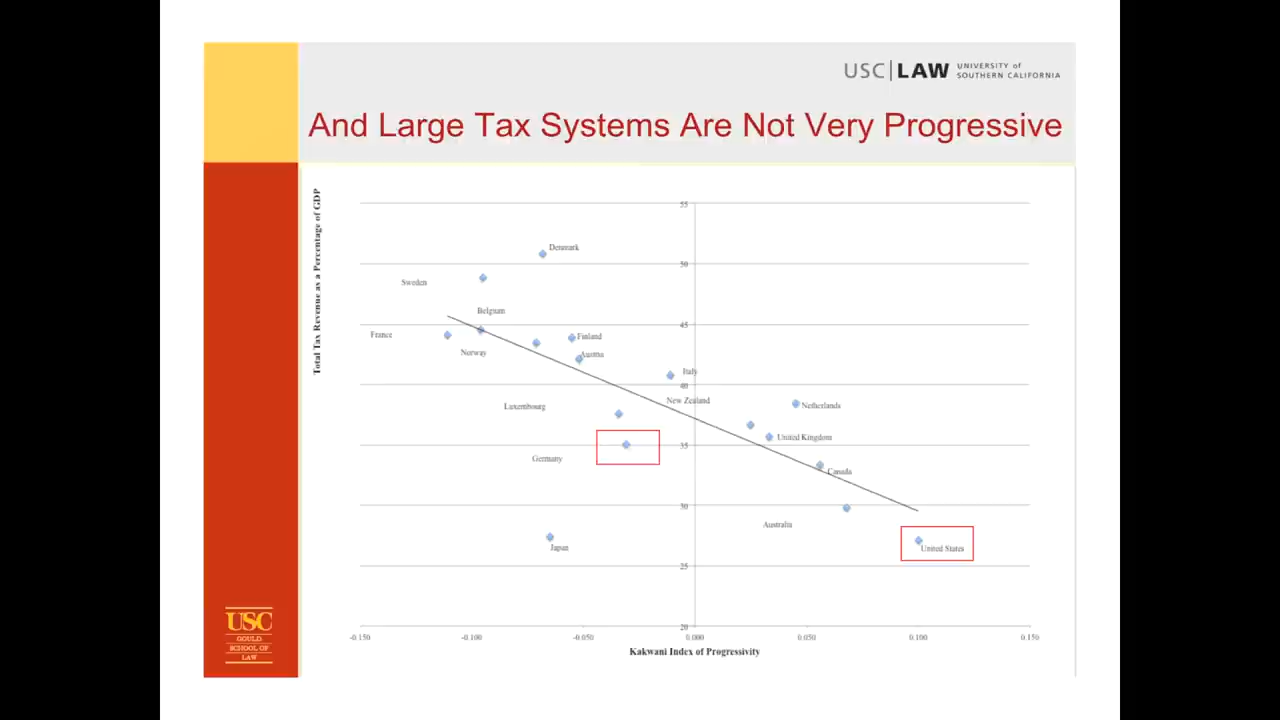 USC LAW UNIVERSITY of
SOUTHERN CALIFORNIA
And Large Tax Systems Are Not Very Progressive
Total Tax Revenue as a Percentage of GDP
55
Denmark
50
Sweden
Belgium
45
France
Finland
Norway
Austria
Italy
40
New Zealand
Luxembourg
Netherlands
United Kingdom
35
Germany
Canada
30
Australia
Japan
United States
25
20
-0.150
-0.100
-0.050
0.000
0.050
0.100
0.150
Kakwani Index of Progressivity
USC
GOULD
SCHOOL OF
LAW